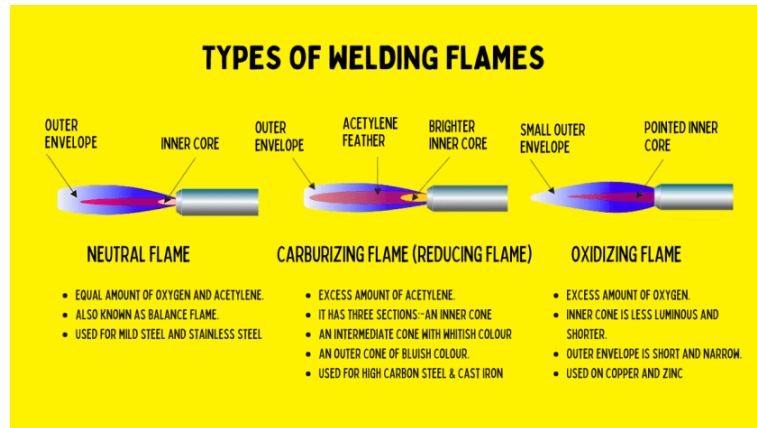 TYPES OF WELDING FLAMES
OUTER
ENVELOPE
INNER CORE
OUTER
ENVELOPE
ACETYLENE
FEATHER
BRIGHTER
INNER CORE
SMALL OUTER
ENVELOPE
POINTED INNER
CORE
NEUTRAL FLAME
• EQUAL AMOUNT OF OXYGEN AND ACETYLENE.
• ALSO KNOWN AS BALANCE FLAME.
• USED FOR MILD STEEL AND STAINLESS STEEL
CARBURIZING FLAME (REDUCING FLAME)
• EXCESS AMOUNT OF ACETYLENE.
• IT HAS THREE SECTIONS:-AN INNER CONE
• AN INTERMEDIATE CONE WITH WHITISH COLOUR
• AN OUTER CONE OF BLUISH COLOUR.
• USED FOR HIGH CARBON STEEL & CAST IRON
OXIDIZING FLAME
• EXCESS AMOUNT OF OXYGEN.
• INNER CONE IS LESS LUMINOUS AND
SHORTER.
• OUTER ENVELOPE IS SHORT AND NARROW.
• USED ON COPPER AND ZINC